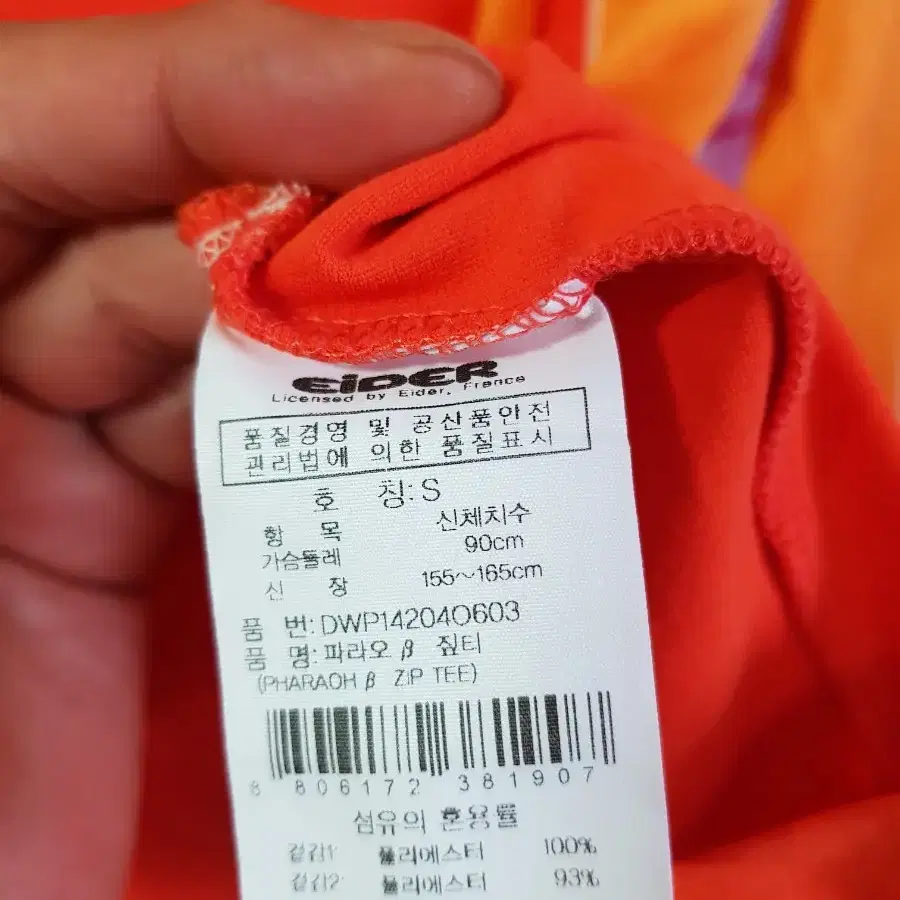 EiDER
Licensed by Eider, France
품질경영 및 공산품안전
관리법에 의한 품질표시
호 칭: S
항 목 신체치수
가슴둘레 90cm
신 장 155~165cm
품 번: DWP14204O603
품 명: 파라오 β 짚티
(PHARAOH β ZIP TEE)
8 806172 381907
섬유의 혼용률
겉감1 폴리에스터 100%
겉감2 폴리에스터 93%